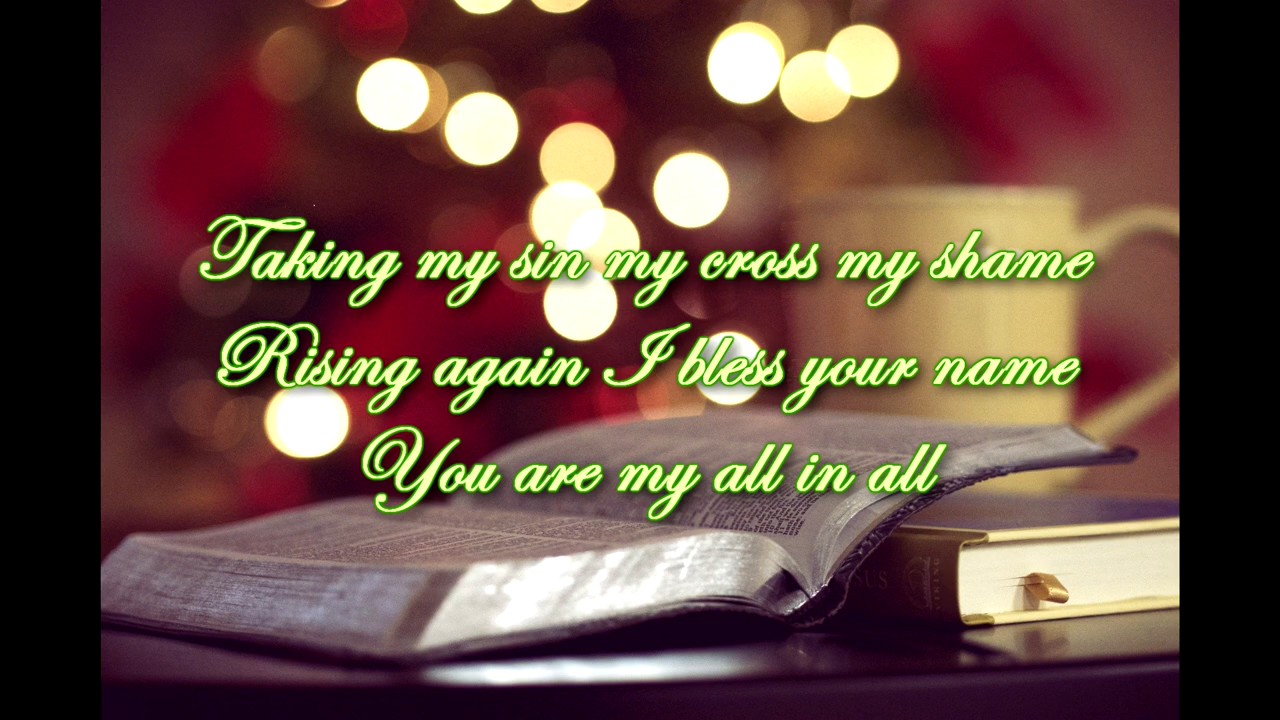 Taking my sin my cross my shame
Rising again I bless your name
You are my all in all